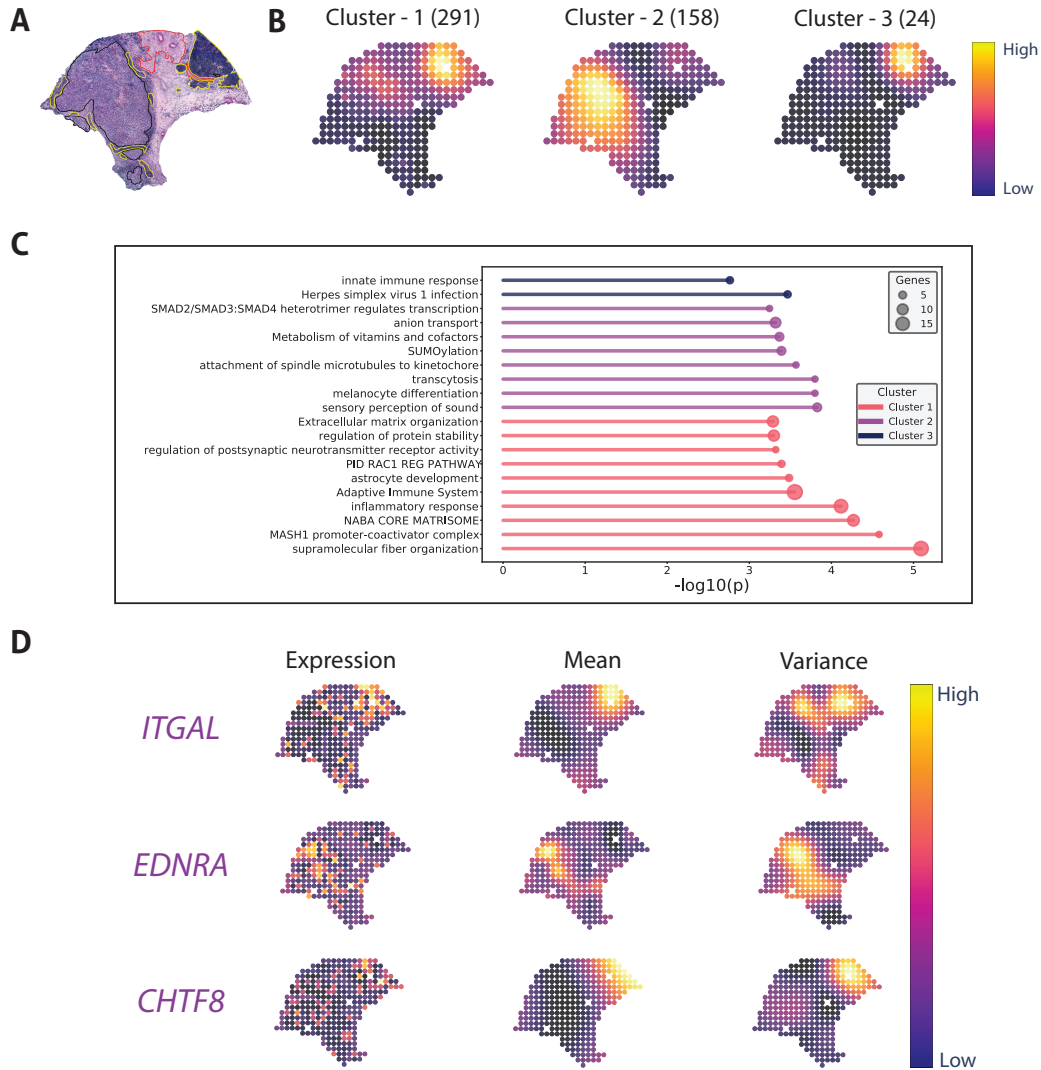 A
B
Cluster - 1 (291)
Cluster - 2 (158)
Cluster - 3 (24)
High
Low
C
innate immune response
Herpes simplex virus 1 infection
SMAD2/SMAD3:SMAD4 heterotrimer regulates transcription
anion transport
Metabolism of vitamins and cofactors
SUMOylation
attachment of spindle microtubules to kinetochore
transcytosis
melanocyte differentiation
sensory perception of sound
Extracellular matrix organization
regulation of protein stability
regulation of postsynaptic neurotransmitter receptor activity
PID RAC1 REG PATHWAY
astrocyte development
Adaptive Immune System
inflammatory response
NABA CORE MATRISOME
MASH1 promoter-coactivator complex
supramolecular fiber organization
Genes
5
10
15
Cluster
Cluster 1
Cluster 2
Cluster 3
0 1 2 3 4 5
-log10(p)
D
Expression
Mean
Variance
ITGAL
EDNRA
CHTF8
High
Low